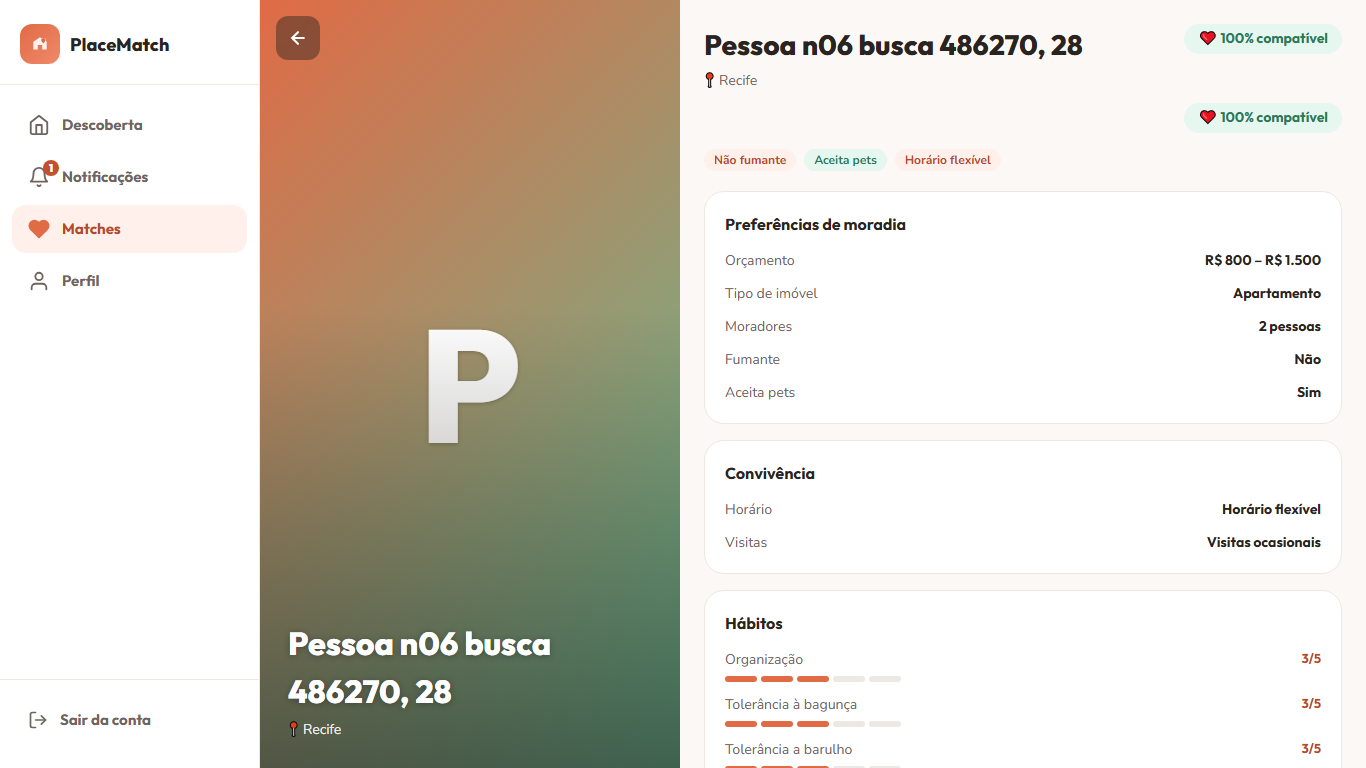 PlaceMatch
Descoberta
1
Notificações
Matches
Perfil
Sair da conta
P
Pessoa n06 busca
486270, 28
Recife
Pessoa n06 busca 486270, 28
100% compatível
Recife
100% compatível
Não fumante
Aceita pets
Horário flexível
Preferências de moradia
Orçamento
R$ 800 – R$ 1.500
Tipo de imóvel
Apartamento
Moradores
2 pessoas
Fumante
Não
Aceita pets
Sim
Convivência
Horário
Horário flexível
Visitas
Visitas ocasionais
Hábitos
Organização
3/5
Tolerância à bagunça
3/5
Tolerância a barulho
3/5